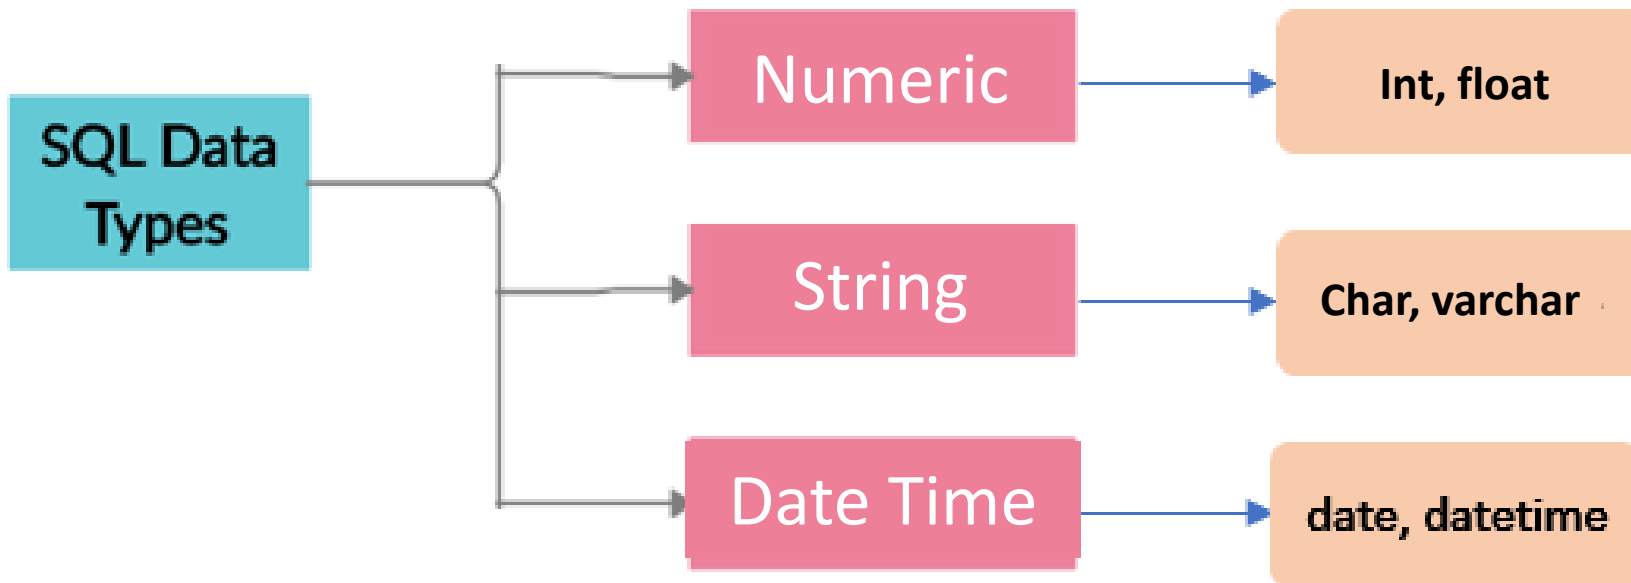 SQL Data
Types
Numeric
Int, float
String
Char, varchar
Date Time
date, datetime